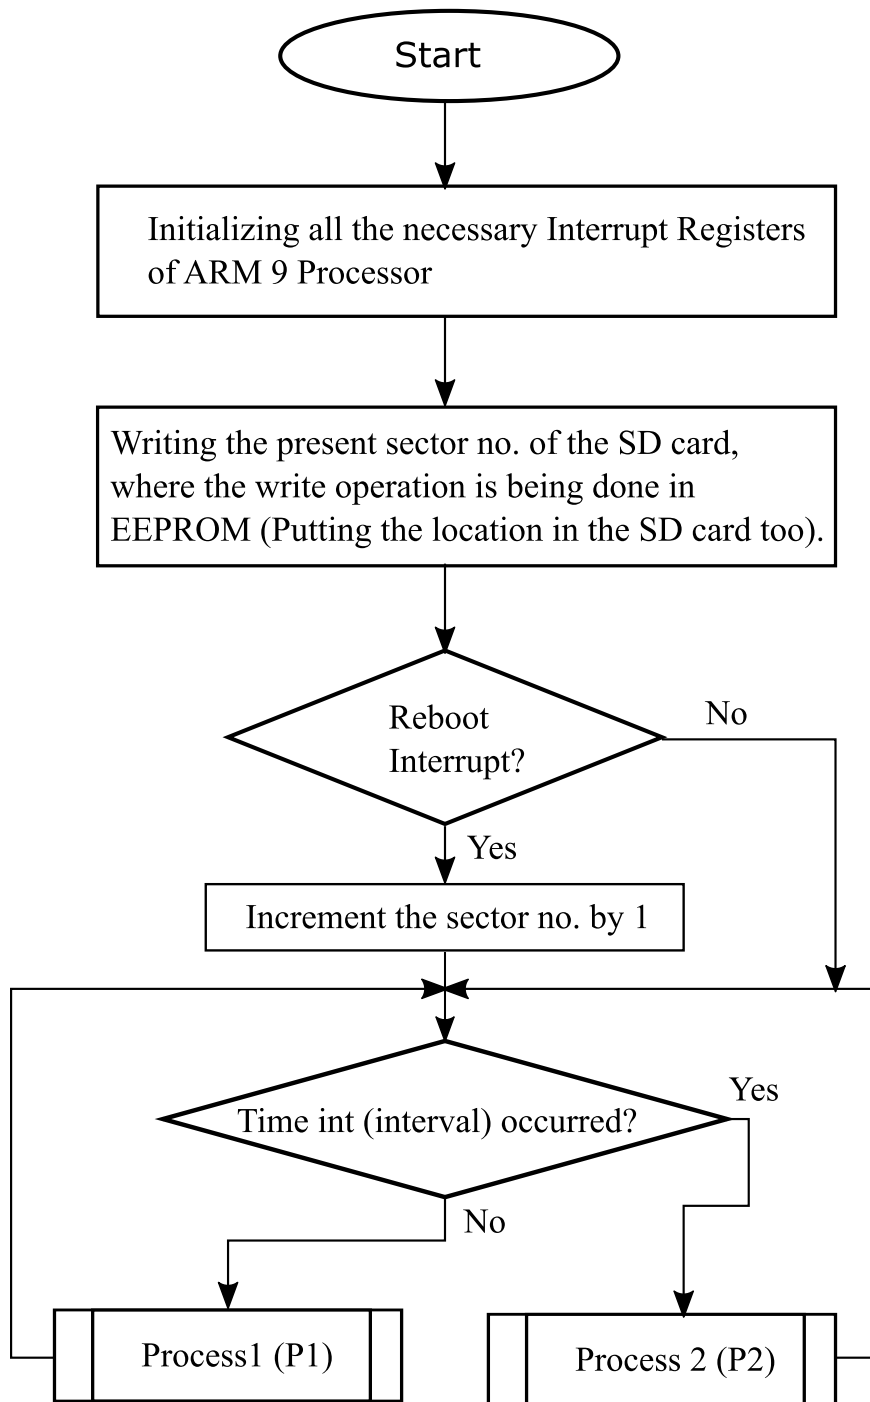 Start
Initializing all the necessary Interrupt Registers
of ARM 9 Processor
Writing the present sector no. of the SD card,
where the write operation is being done in
EEPROM (Putting the location in the SD card too).
Reboot
Interrupt?
No
Yes
Increment the sector no. by 1
Time int (interval) occurred?
Yes
No
Process1 (P1)
Process 2 (P2)